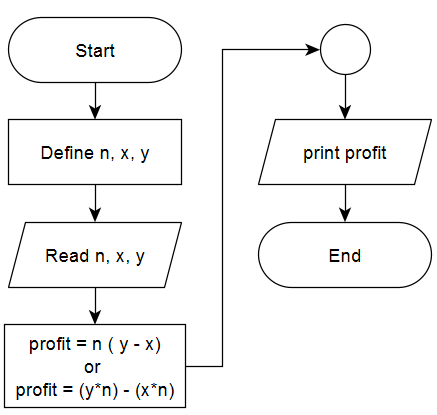 Start
Define n, x, y
Read n, x, y
profit = n ( y - x)
or
profit = (y*n) - (x*n)
print profit
End